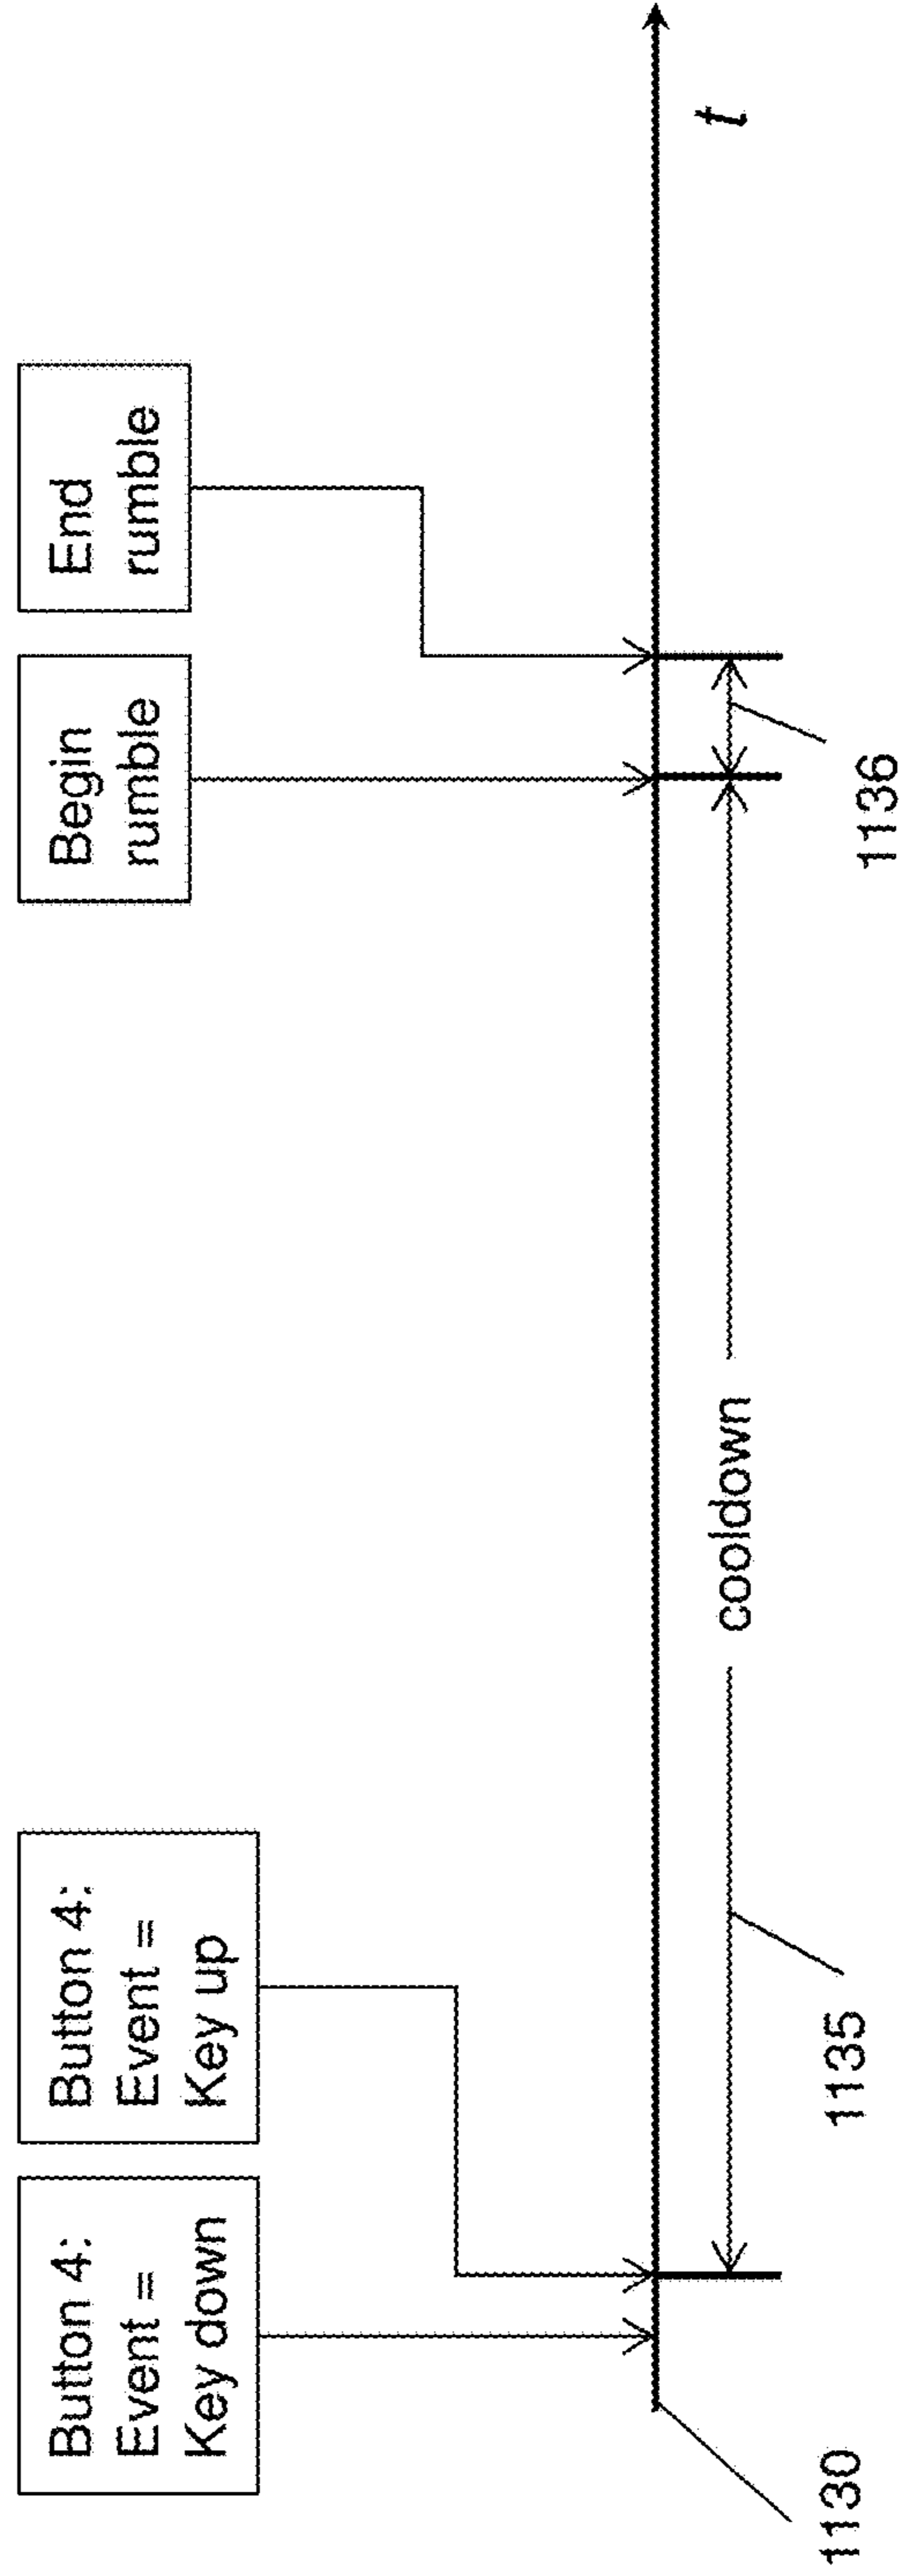 Button 4:
Event =
Key down
Button 4:
Event =
Key up
Begin
rumble
End
rumble
t
cooldown
1130
1135
1136